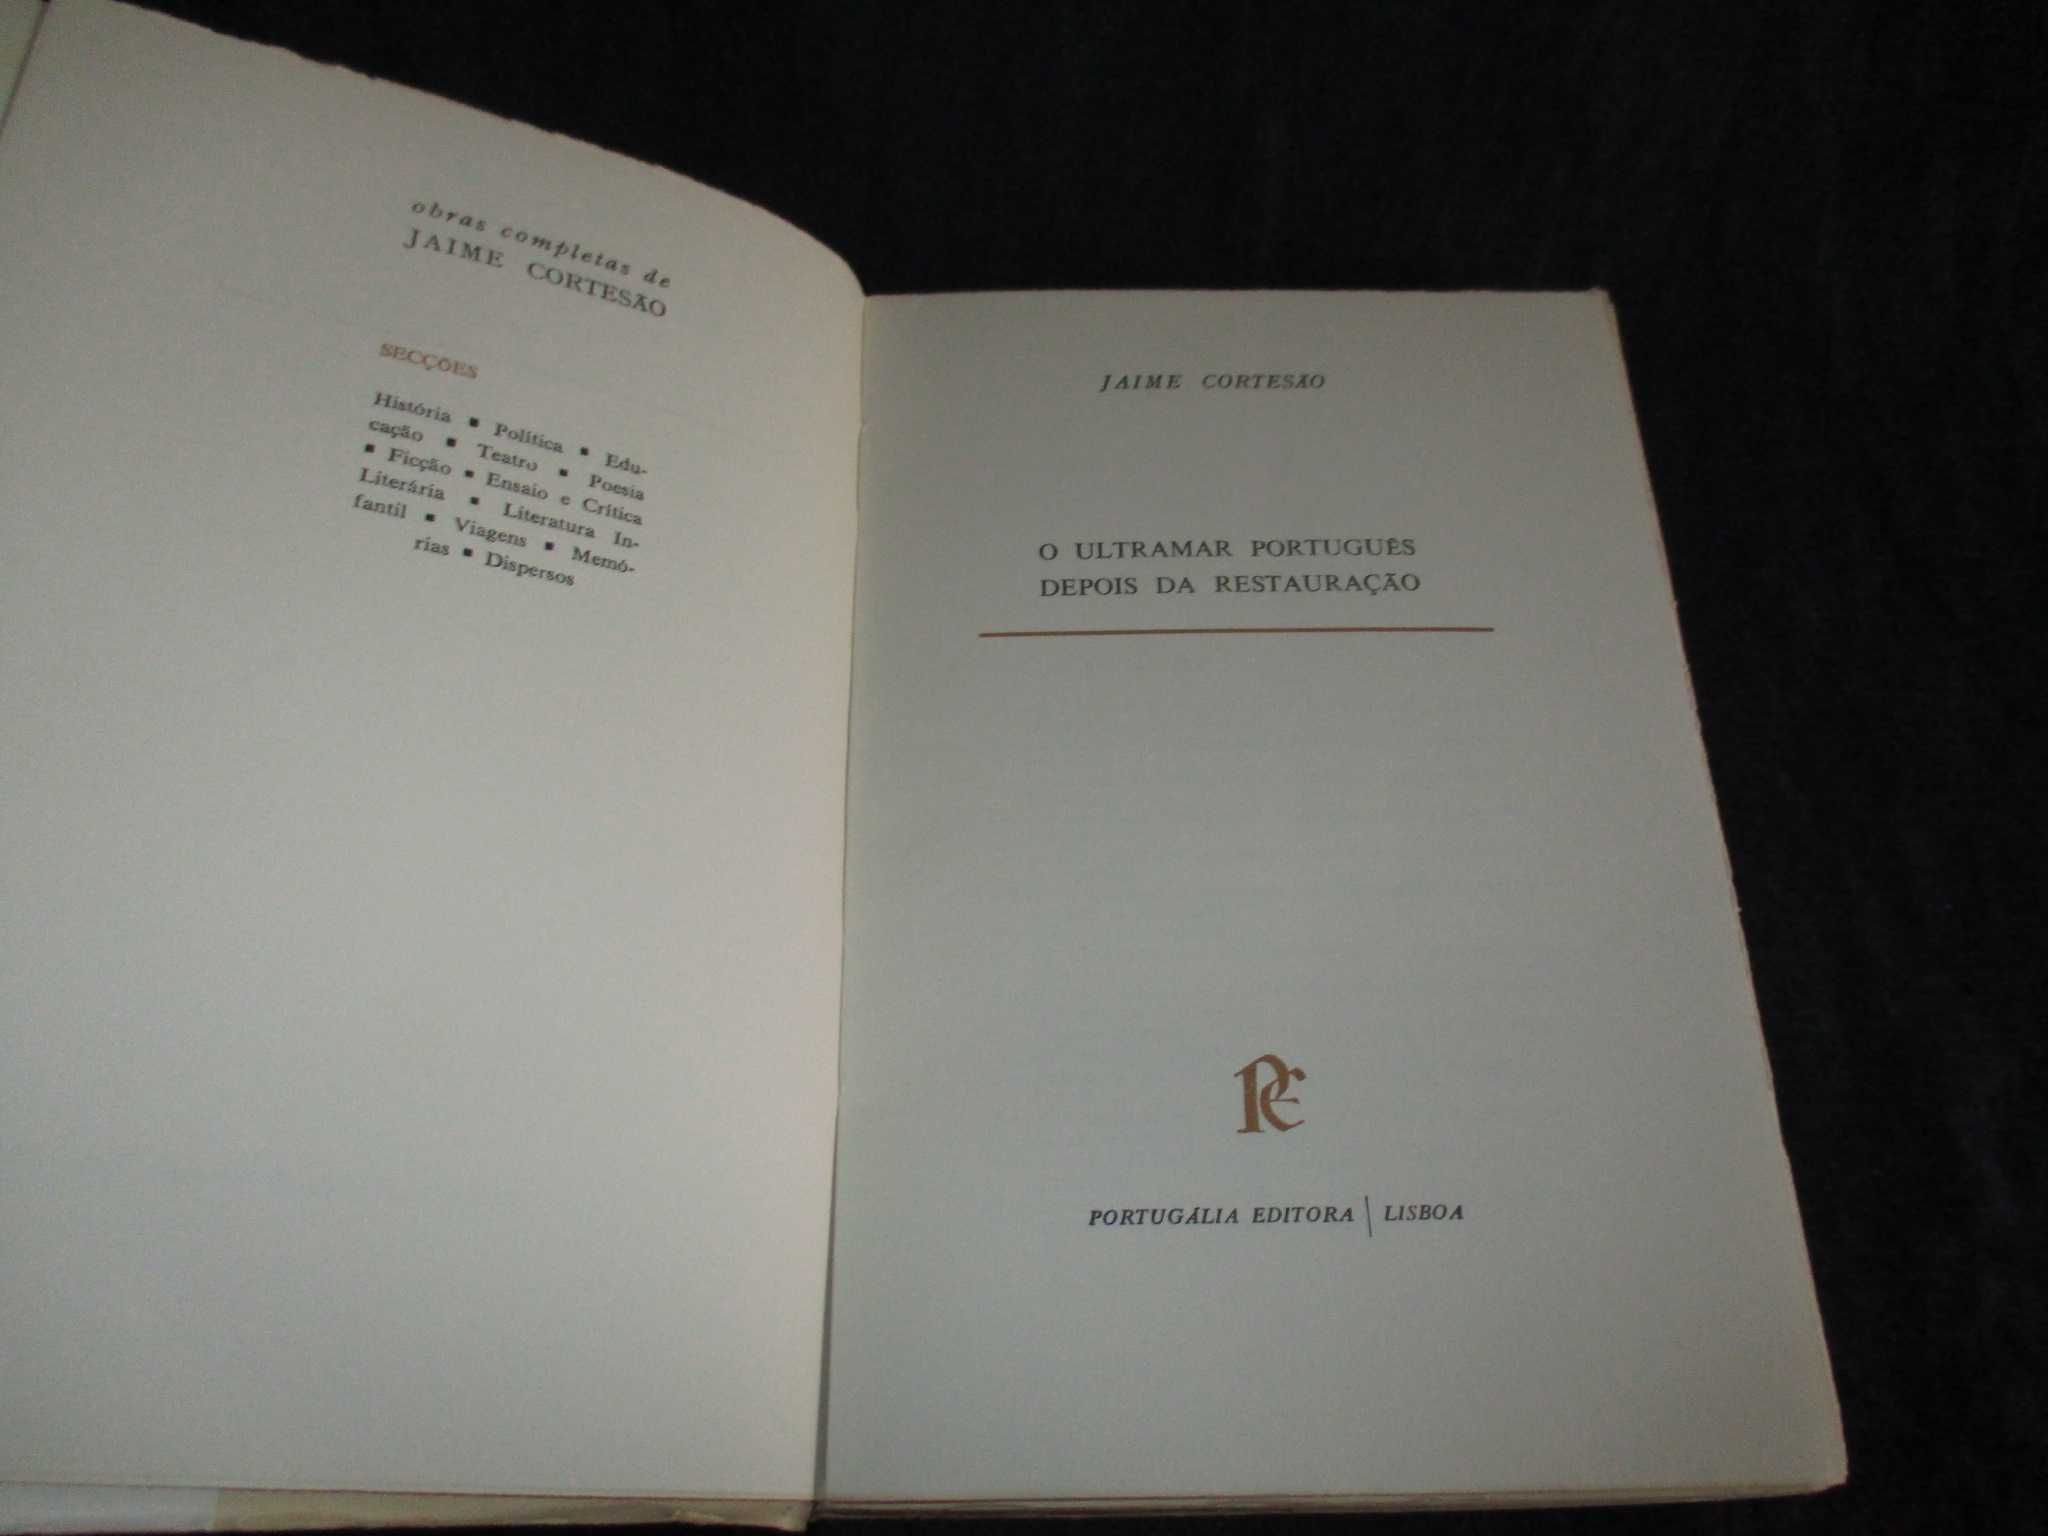 obras completas de
JAIME CORTESÃO
SECÇÕES
História ▪ Política ▪ Edu-
cação ▪ Teatro ▪ Poesia
▪ Ficção ▪ Ensaio e Crítica
Literária ▪ Literatura In-
fantil ▪ Viagens ▪ Memó-
rias ▪ Dispersos
JAIME CORTESÃO
O ULTRAMAR PORTUGUÊS
DEPOIS DA RESTAURAÇÃO
PE
PORTUGÁLIA EDITORA | LISBOA